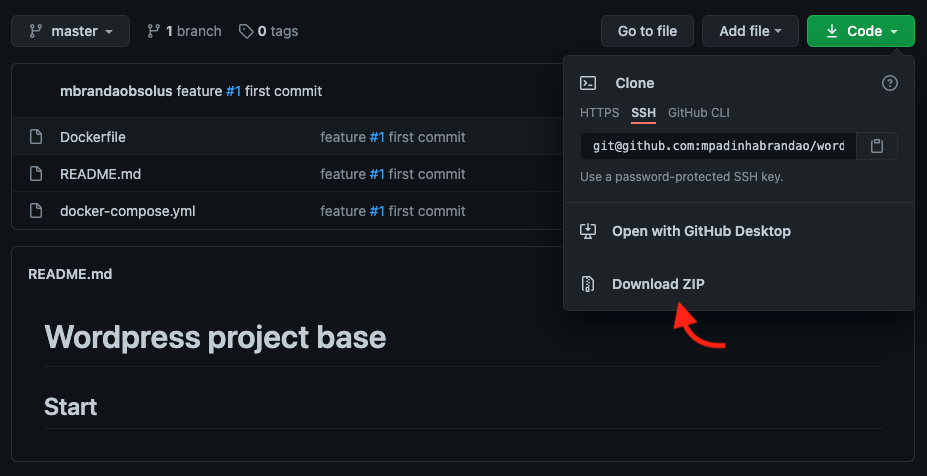 master 1 branch 0 tags Go to file Add file Code
mbrandaobsolus feature #1 first commit
Dockerfile feature #1 first commit
README.md feature #1 first commit
docker-compose.yml feature #1 first commit
Clone
HTTPS SSH GitHub CLI
git@github.com:mpadinhabrandao/word
Use a password-protected SSH key.
Open with GitHub Desktop
Download ZIP
README.md
Wordpress project base
Start